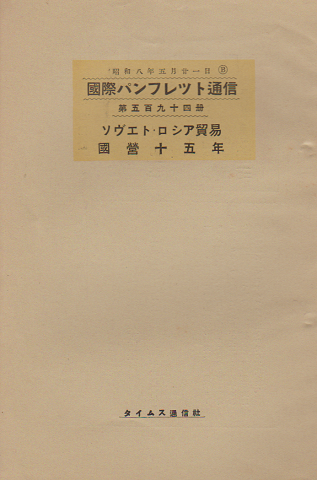 昭和八年五月廿一日 Ⓑ
國際パンフレツト通信
第五百九十四册
ソヴエト・ロシア貿易
國營十五年
タイムス通信社